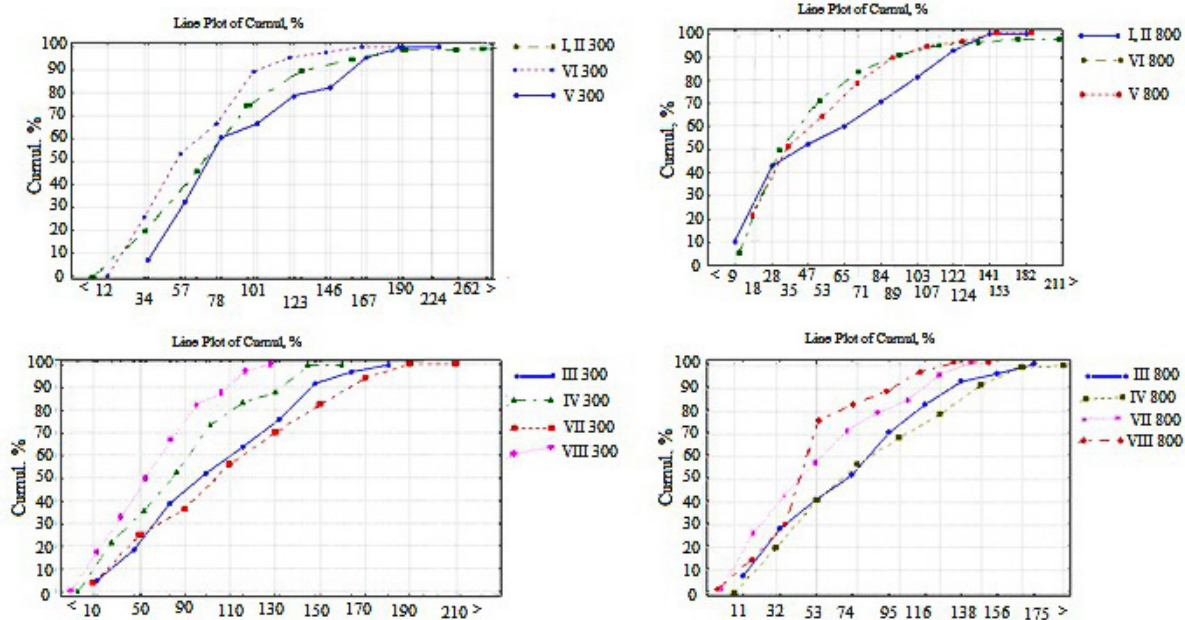 Line Plot of Cumul, %
Cumul. %
100
90
80
70
60
50
40
30
20
10
0
< 12 57 101 146 190 262 >
34 78 123 167 224
I, II 300
VI 300
V 300
Line Plot of Cumul, %
Cumul, %
100
90
80
70
60
50
40
30
20
10
0
< 9 28 47 65 84 103 122 141 182
18 35 53 71 89 107 124 153 211 >
I, II 800
VI 800
V 800
Line Plot of Cumul, %
Cumul. %
100
90
80
70
60
50
40
30
20
10
0
< 10 50 90 110 130 150 170 190 210 >
III 300
IV 300
VII 300
VIII 300
Line Plot of Cumul, %
Cumul. %
100
90
80
70
60
50
40
30
20
10
0
< 11 32 53 74 95 116 138 156 175 >
III 800
IV 800
VII 800
VIII 800